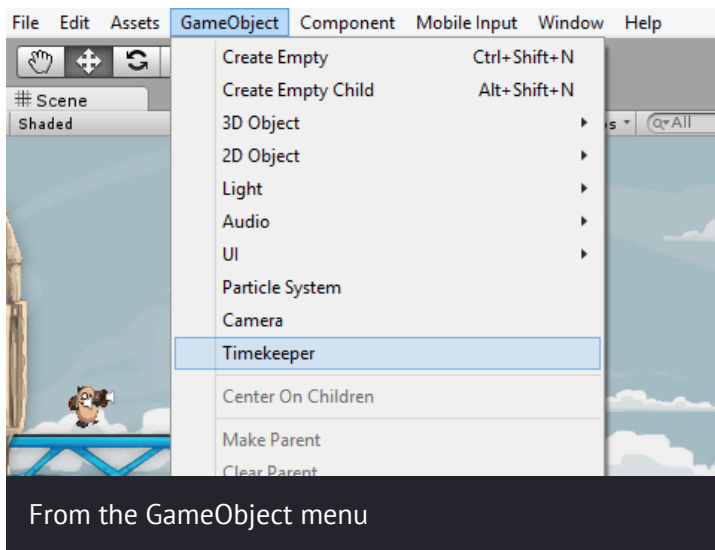 File Edit Assets GameObject Component Mobile Input Window Help
Create Empty Ctrl+Shift+N
# Scene
Create Empty Child Alt+Shift+N
Shaded
3D Object
All
2D Object
Light
Audio
UI
Particle System
Camera
Timekeeper
Center On Children
Make Parent
Clear Parent
From the GameObject menu